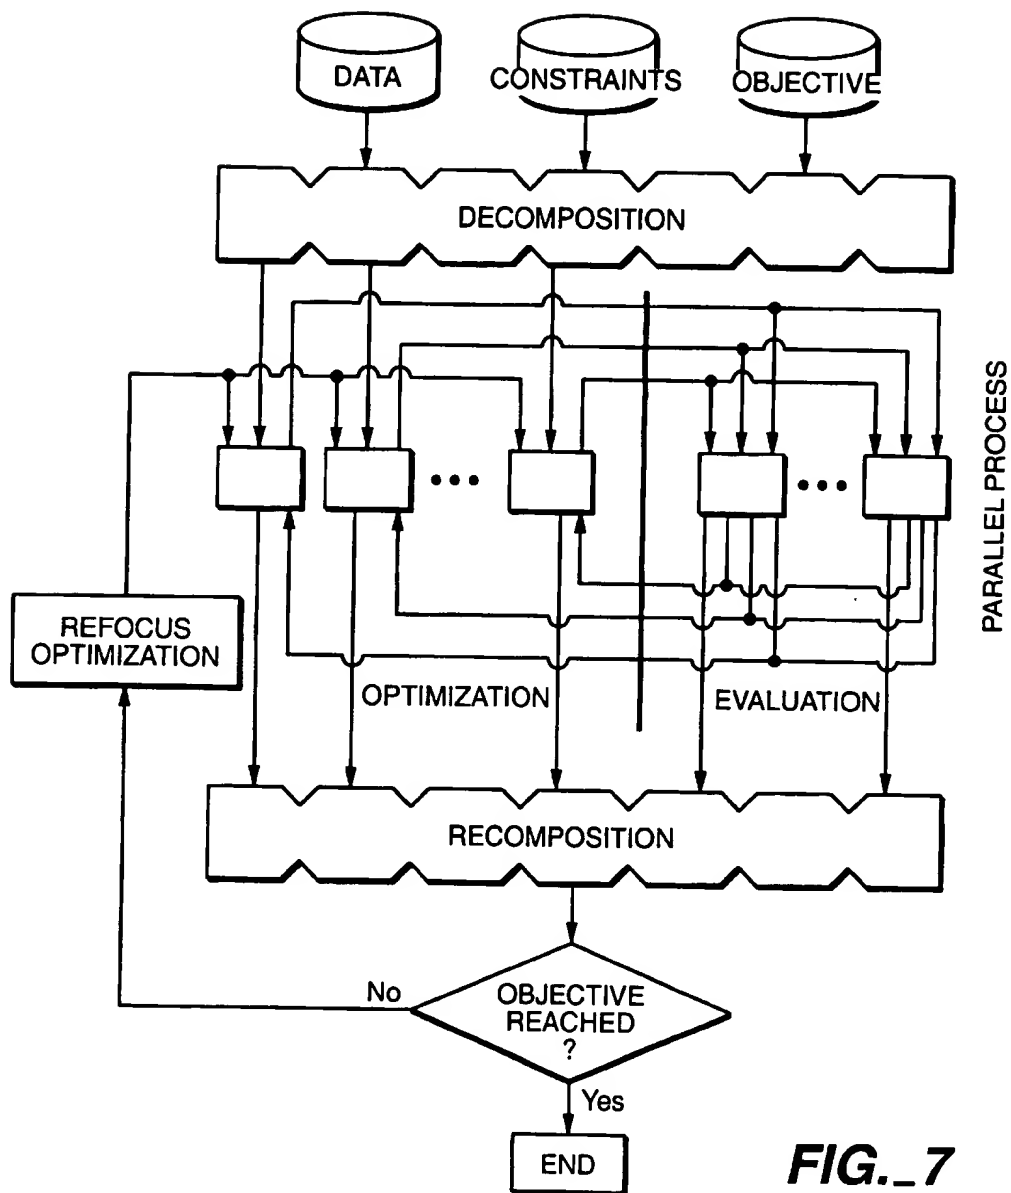 DATA
CONSTRAINTS
OBJECTIVE
DECOMPOSITION
PARALLEL PROCESS
REFOCUS
OPTIMIZATION
OPTIMIZATION
EVALUATION
RECOMPOSITION
No
OBJECTIVE
REACHED
?
Yes
END
FIG._7